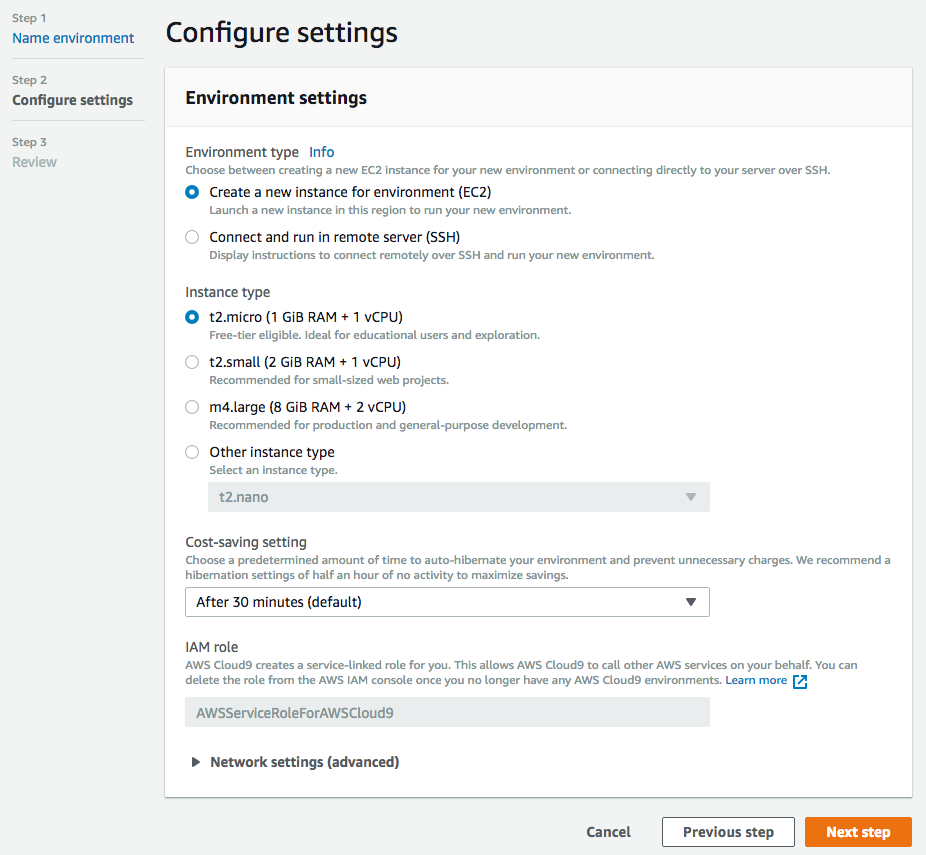 Step 1
Name environment
Step 2
Configure settings
Step 3
Review
Configure settings
Environment settings
Environment type Info
Choose between creating a new EC2 instance for your new environment or connecting directly to your server over SSH.
Create a new instance for environment (EC2)
Launch a new instance in this region to run your new environment.
Connect and run in remote server (SSH)
Display instructions to connect remotely over SSH and run your new environment.
Instance type
t2.micro (1 GiB RAM + 1 vCPU)
Free-tier eligible. Ideal for educational users and exploration.
t2.small (2 GiB RAM + 1 vCPU)
Recommended for small-sized web projects.
m4.large (8 GiB RAM + 2 vCPU)
Recommended for production and general-purpose development.
Other instance type
Select an instance type.
t2.nano
Cost-saving setting
Choose a predetermined amount of time to auto-hibernate your environment and prevent unnecessary charges. We recommend a
hibernation settings of half an hour of no activity to maximize savings.
After 30 minutes (default)
IAM role
AWS Cloud9 creates a service-linked role for you. This allows AWS Cloud9 to call other AWS services on your behalf. You can
delete the role from the AWS IAM console once you no longer have any AWS Cloud9 environments. Learn more
AWSServiceRoleForAWSCloud9
Network settings (advanced)
Cancel
Previous step
Next step